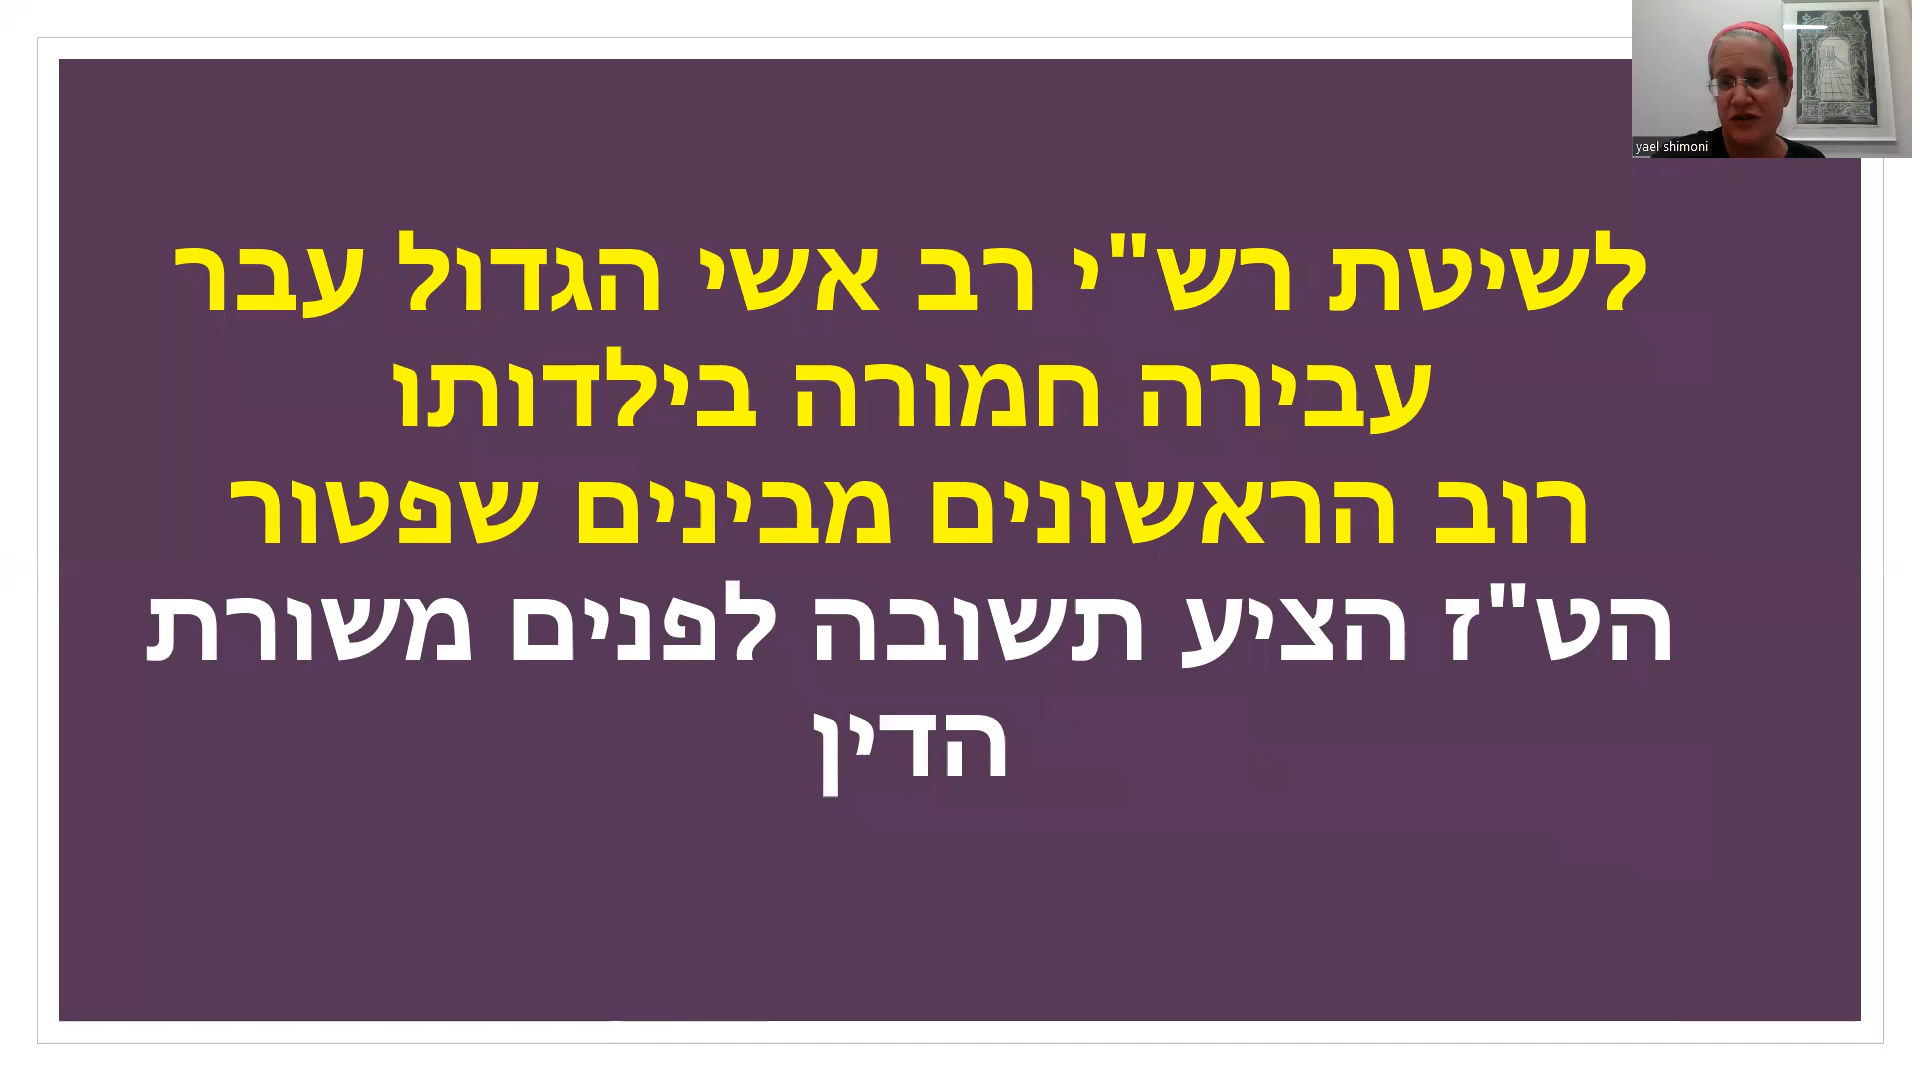 yael shimoni
לשיטת רש"י רב אשי הגדול עבר
עבירה חמורה בילדותו
רוב הראשונים מבינים שפטור
הט"ז הציע תשובה לפנים משורת
הדין